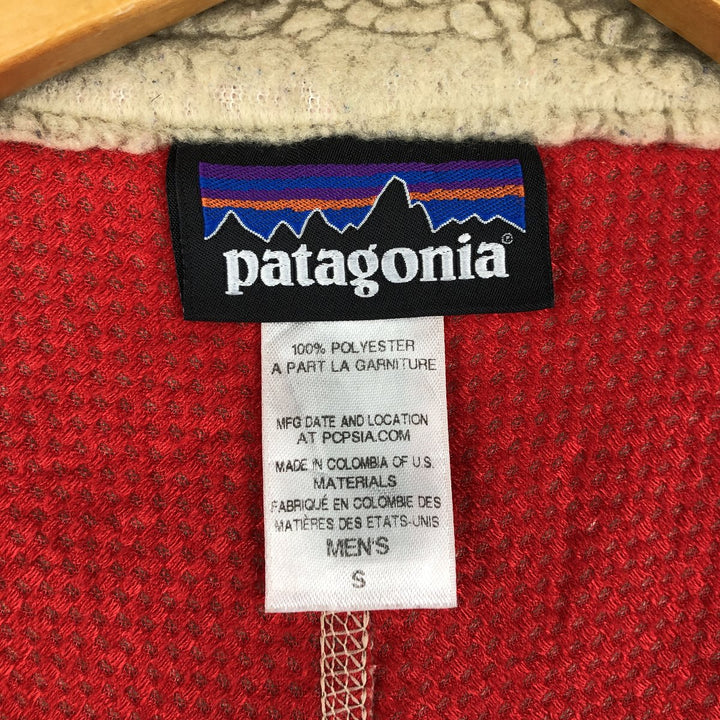 patagonia®
100% POLYESTER
A PART LA GARNITURE
MFG DATE AND LOCATION
AT PCPSIA.COM
MADE IN COLOMBIA OF U.S.
MATERIALS
FABRIQUÉ EN COLOMBIE DES
MATIÈRES DES ETATS-UNIS
MEN'S
S